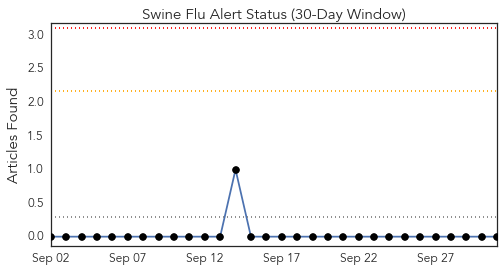 Swine Flu Alert Status (30-Day Window)
Articles Found
3.0
2.5
2.0
1.5
1.0
0.5
0.0
Sep 02 Sep 07 Sep 12 Sep 17 Sep 22 Sep 27